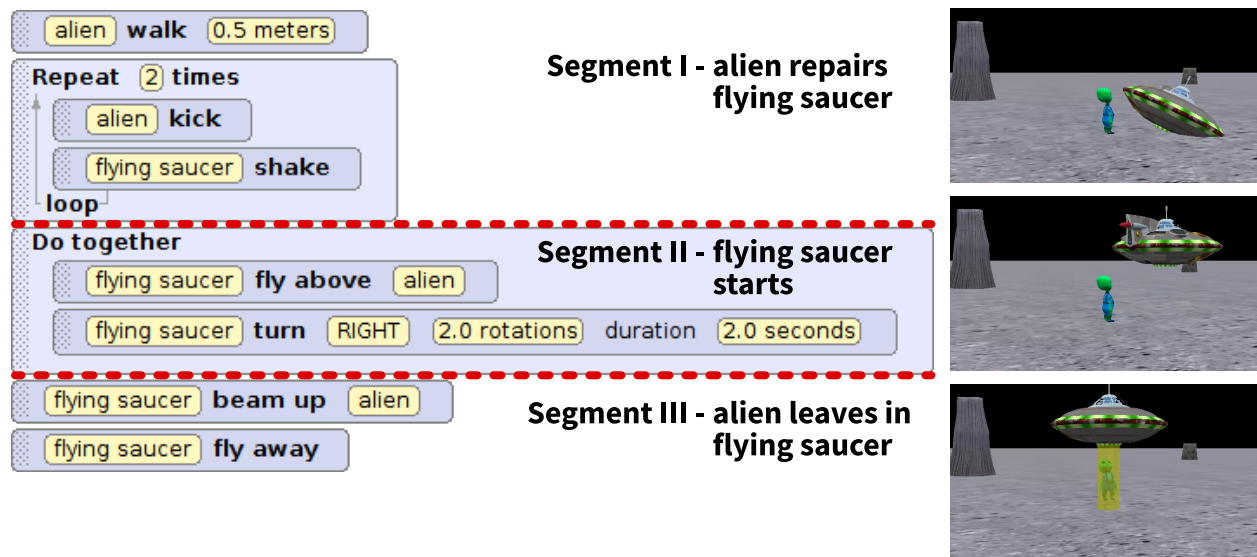 alien walk 0.5 meters
Repeat 2 times
alien kick
flying saucer shake
loop
Segment I - alien repairs
flying saucer
Do together
flying saucer fly above alien
flying saucer turn RIGHT 2.0 rotations duration 2.0 seconds
Segment II - flying saucer
starts
flying saucer beam up alien
flying saucer fly away
Segment III - alien leaves in
flying saucer